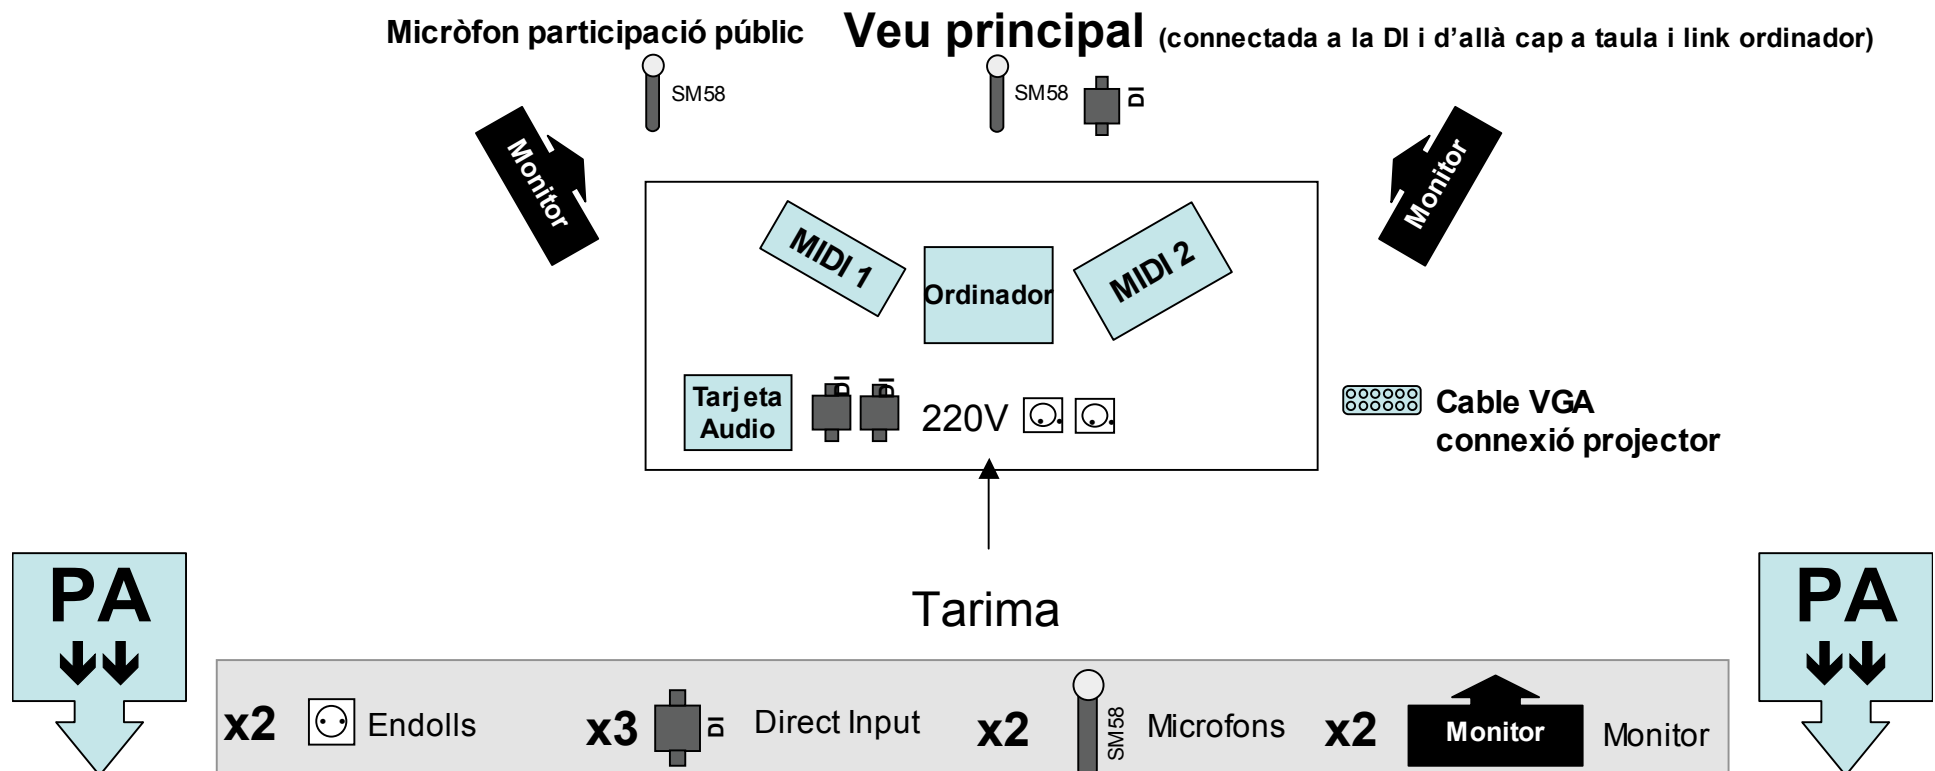 Micròfon participació públic
Veu principal (connectada a la DI i d'allà cap a taula i link ordinador)
SM58
SM58
DI
Monitor
Monitor
MIDI 1
Ordinador
MIDI 2
Tarjeta
Audio
DI
DI
220V
Cable VGA
connexió projector
PA
Tarima
PA
x2 Endolls
x3 DI Direct Input
x2 SM58 Microfons
x2 Monitor Monitor